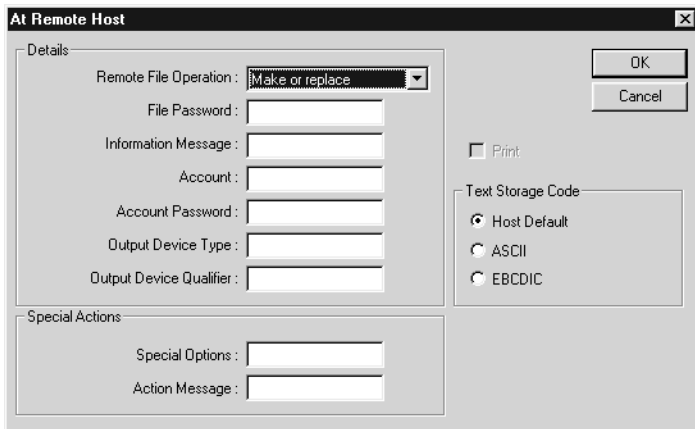 At Remote Host
Details
Remote File Operation : Make or replace
File Password :
Information Message :
Account :
Account Password :
Output Device Type :
Output Device Qualifier :
Special Actions
Special Options :
Action Message :
OK
Cancel
Print
Text Storage Code
Host Default
ASCII
EBCDIC